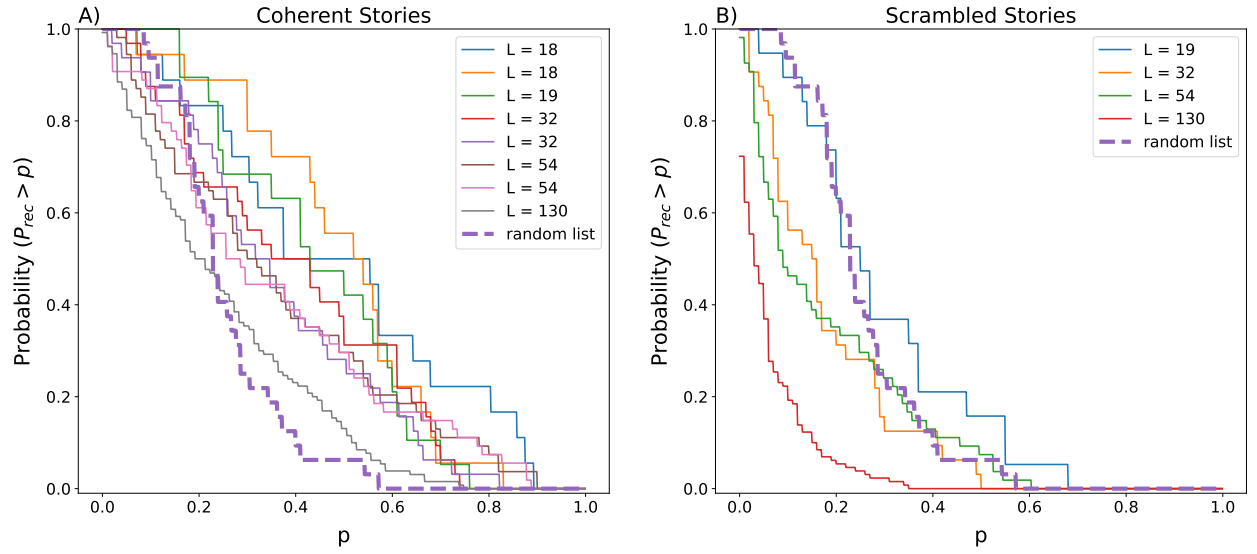 A)
Coherent Stories
1.0
0.8
0.6
0.4
0.2
0.0
Probability (P_rec > p)
0.0 0.2 0.4 0.6 0.8 1.0
p
L = 18
L = 18
L = 19
L = 32
L = 32
L = 54
L = 54
L = 130
random list
B)
Scrambled Stories
1.0
0.8
0.6
0.4
0.2
0.0
Probability (P_rec > p)
0.0 0.2 0.4 0.6 0.8 1.0
p
L = 19
L = 32
L = 54
L = 130
random list